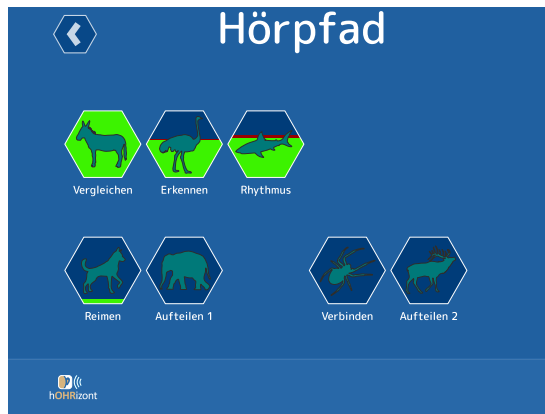 Hörpfad
Vergleichen Erkennen Rhythmus
Reimen Aufteilen 1 Verbinden Aufteilen 2
hOHRizont